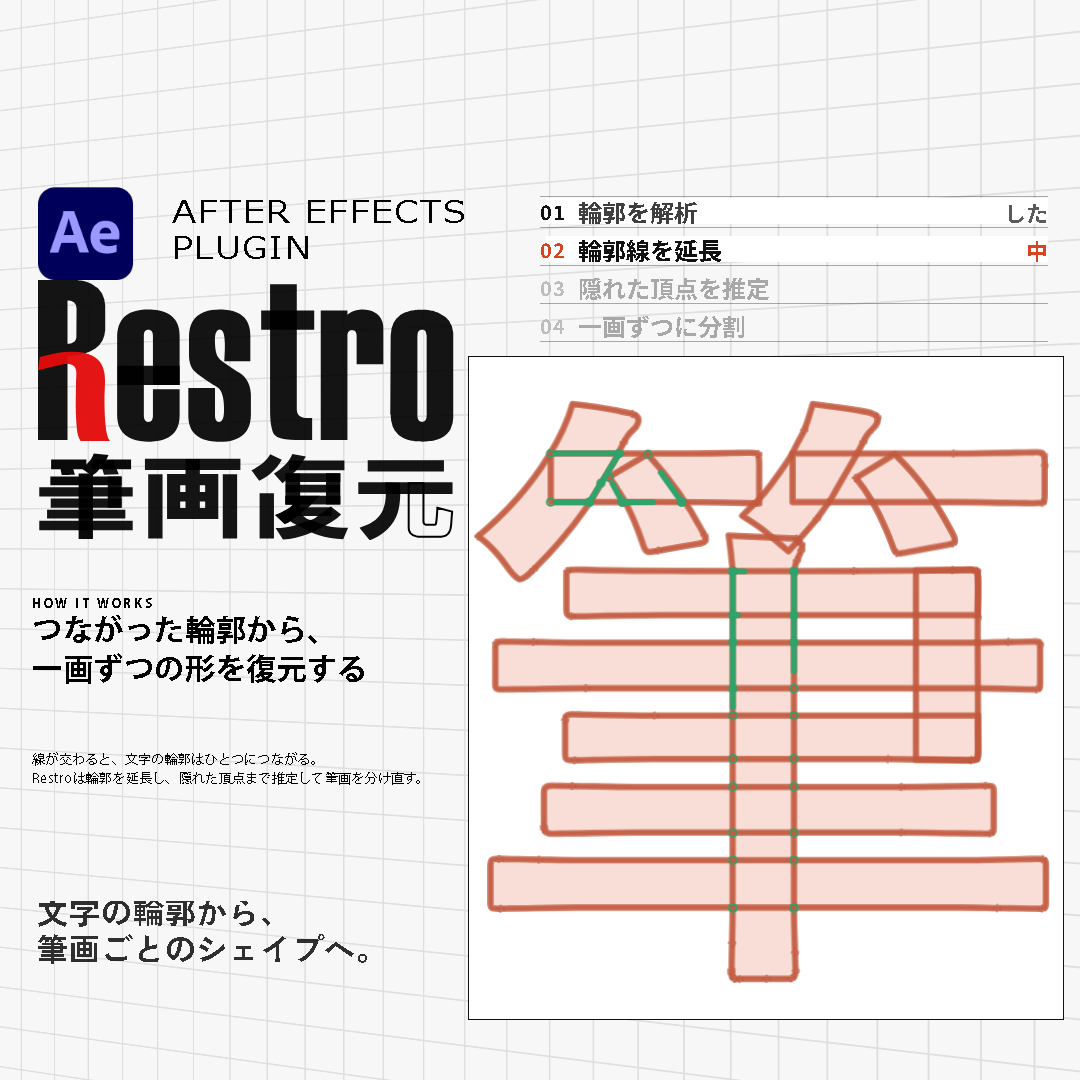 Ae
AFTER EFFECTS
PLUGIN
Restro
筆画復元
HOW IT WORKS
つながった輪郭から、
一画ずつの形を復元する
線が交わると、文字の輪郭はひとつにつながる。
Restroは輪郭を延長し、隠れた頂点まで推定して筆画を分け直す。
文字の輪郭から、
筆画ごとのシェイプへ。
01 輪郭を解析 した
02 輪郭線を延長 中
03 隠れた頂点を推定
04 一画ずつに分割
筆